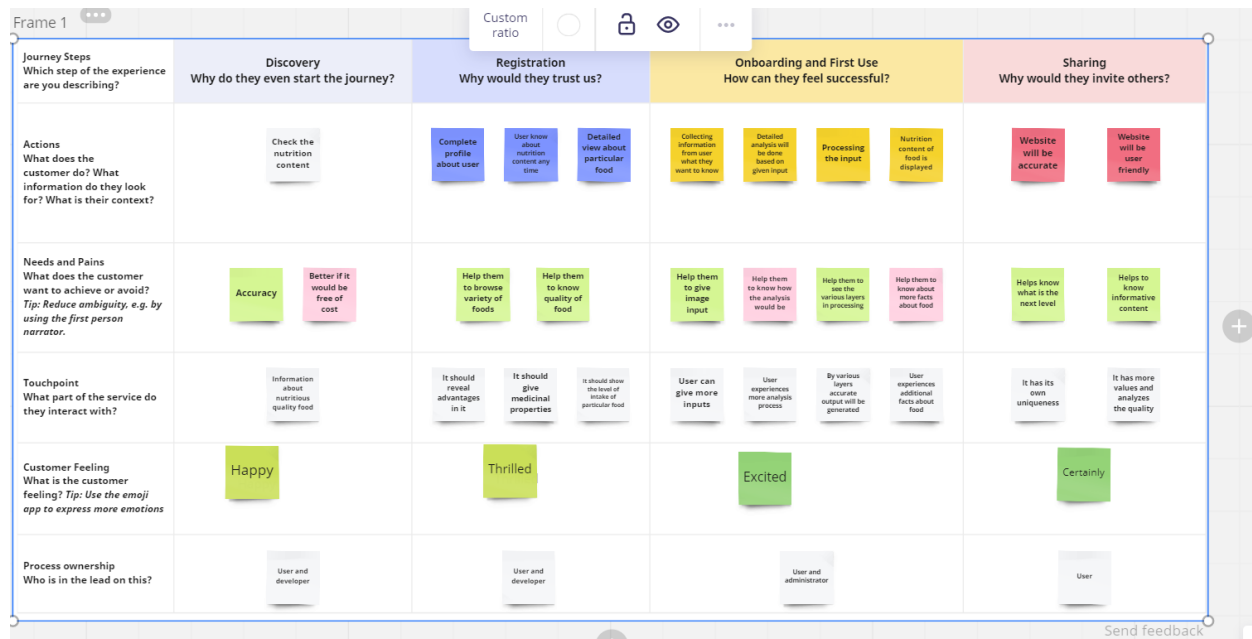 Frame 1
Custom
ratio
Journey Steps
Which step of the experience
are you describing?
Discovery
Why do they even start the journey?
Registration
Why would they trust us?
Onboarding and First Use
How can they feel successful?
Sharing
Why would they invite others?
Actions
What does the
customer do? What
information do they look
for? What is their context?
Check the
nutrition
content
Complete
profile
about user
User know
about
nutrition
content any
time
Detailed
view about
particular
food
Collecting
information
from user
what they
want to know
Detailed
analysis will
be done
based on
given input
Processing
the input
Nutrition
content of
food is
displayed
Website
will be
accurate
Website
will be
user
friendly
Needs and Pains
What does the customer
want to achieve or avoid?
Tip: Reduce ambiguity, e.g. by
using the first person
narrator.
Accuracy
Better if it
would be
free of
cost
Help them
to browse
variety of
foods
Help them
to know
quality of
food
Help them
to give
image
input
Help them
to know how
the analysis
would be
Help them to
see the
various layers
in processing
Help them to
know about
more facts
about food
Helps know
what is the
next level
Helps to
know
informative
content
Touchpoint
What part of the service do
they interact with?
Information
about
nutritious
quality food
It should
reveal
advantages
in it
It should
give
medicinal
properties
It should show
the level of
intake of
particular food
User can
give more
inputs
User
experiences
more analysis
process
By various
layers
accurate
output will be
generated
User
experiences
additional
facts about
food
It has its
own
uniqueness
It has more
values and
analyzes
the quality
Customer Feeling
What is the customer
feeling? Tip: Use the emoji
app to express more emotions
Happy
Thrilled
Excited
Certainly
Process ownership
Who is in the lead on this?
User and
developer
User and
developer
User and
administrator
User
Send feedback